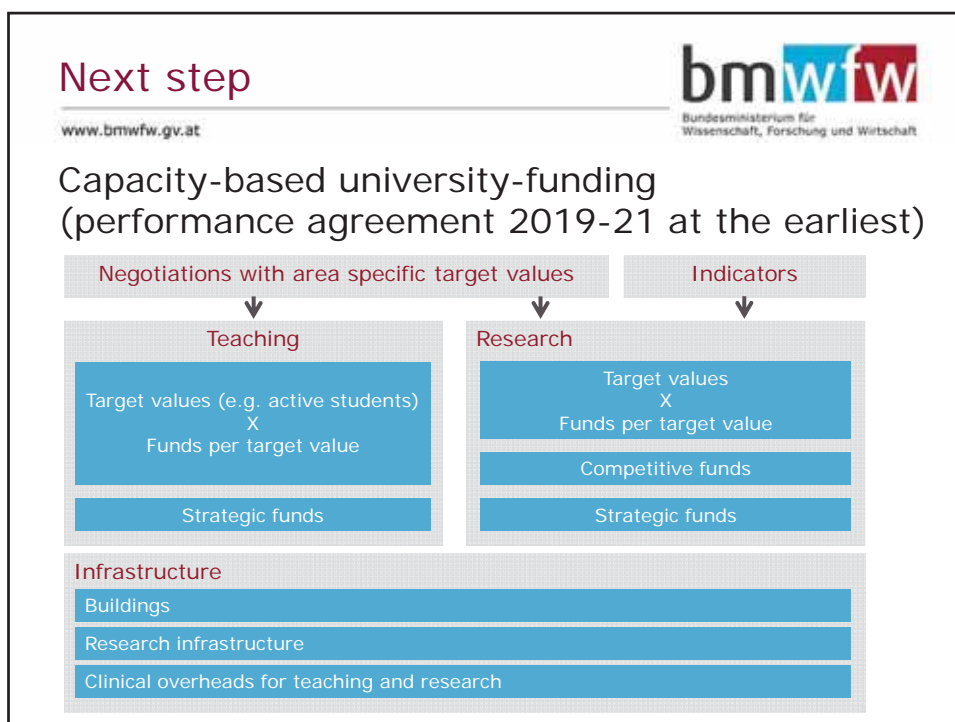 Next step
bmwfw
www.bmwfw.gv.at
Bundesministerium für
Wissenschaft, Forschung und Wirtschaft
Capacity-based university-funding
(performance agreement 2019-21 at the earliest)
Negotiations with area specific target values
Indicators
Teaching
Target values (e.g. active students)
X
Funds per target value
Strategic funds
Research
Target values
X
Funds per target value
Competitive funds
Strategic funds
Infrastructure
Buildings
Research infrastructure
Clinical overheads for teaching and research